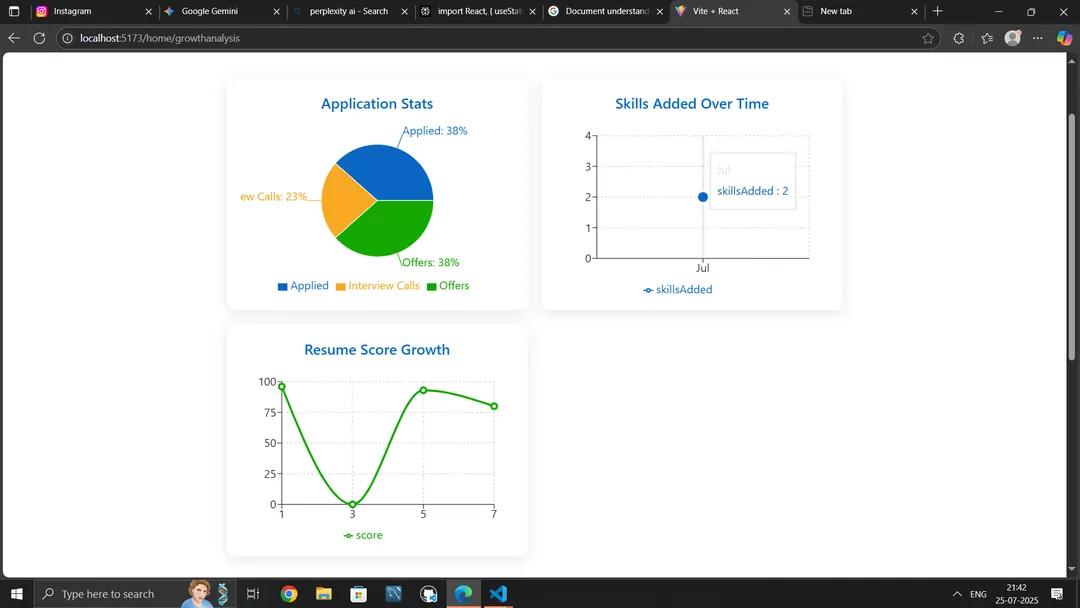 Instagram
Google Gemini
perplexity ai - Search
import React, { useStat
Document understand
Vite + React
New tab
localhost:5173/home/growthanalysis
Application Stats
Applied: 38%
ew Calls: 23%
Offers: 38%
Applied Interview Calls Offers
Skills Added Over Time
4
3
2
1
0
Jul
skillsAdded : 2
Jul
skillsAdded
Resume Score Growth
100
75
50
25
0
1 3 5 7
score
Type here to search
ENG
21:42
25-07-2025